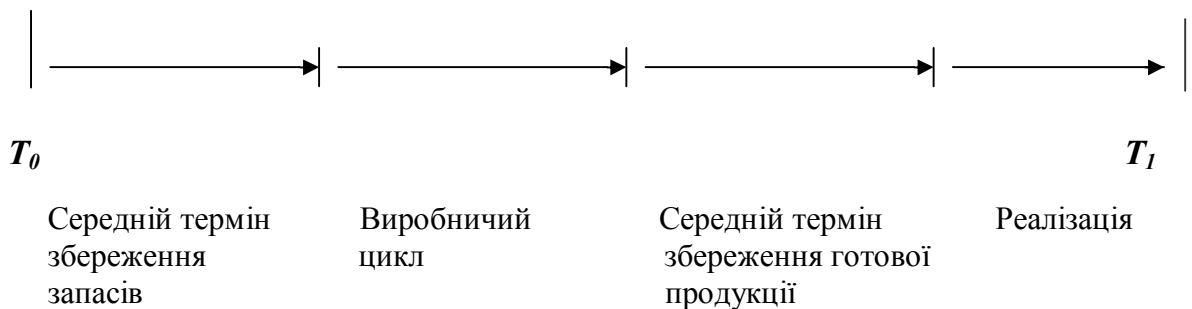 T0 T1
Середній термін Виробничий Середній термін Реалізація
збереження цикл збереження готової
запасів продукції